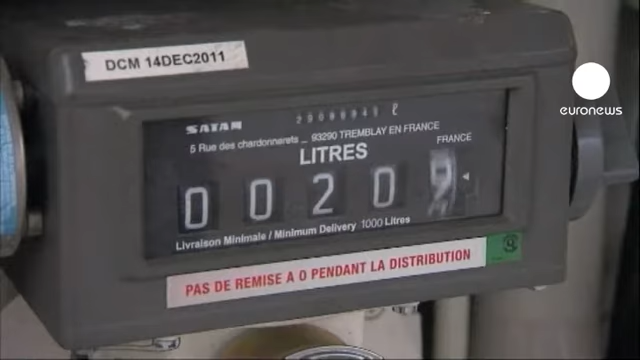 DCM 14DEC2011
euronews
SATAM
ℓ
5 Rue des chardonnerets _ 93290 TREMBLAY EN FRANCE
FRANCE
LITRES
0 0 2 0
Livraison Minimale / Minimum Delivery 1000 Litres
PAS DE REMISE A 0 PENDANT LA DISTRIBUTION